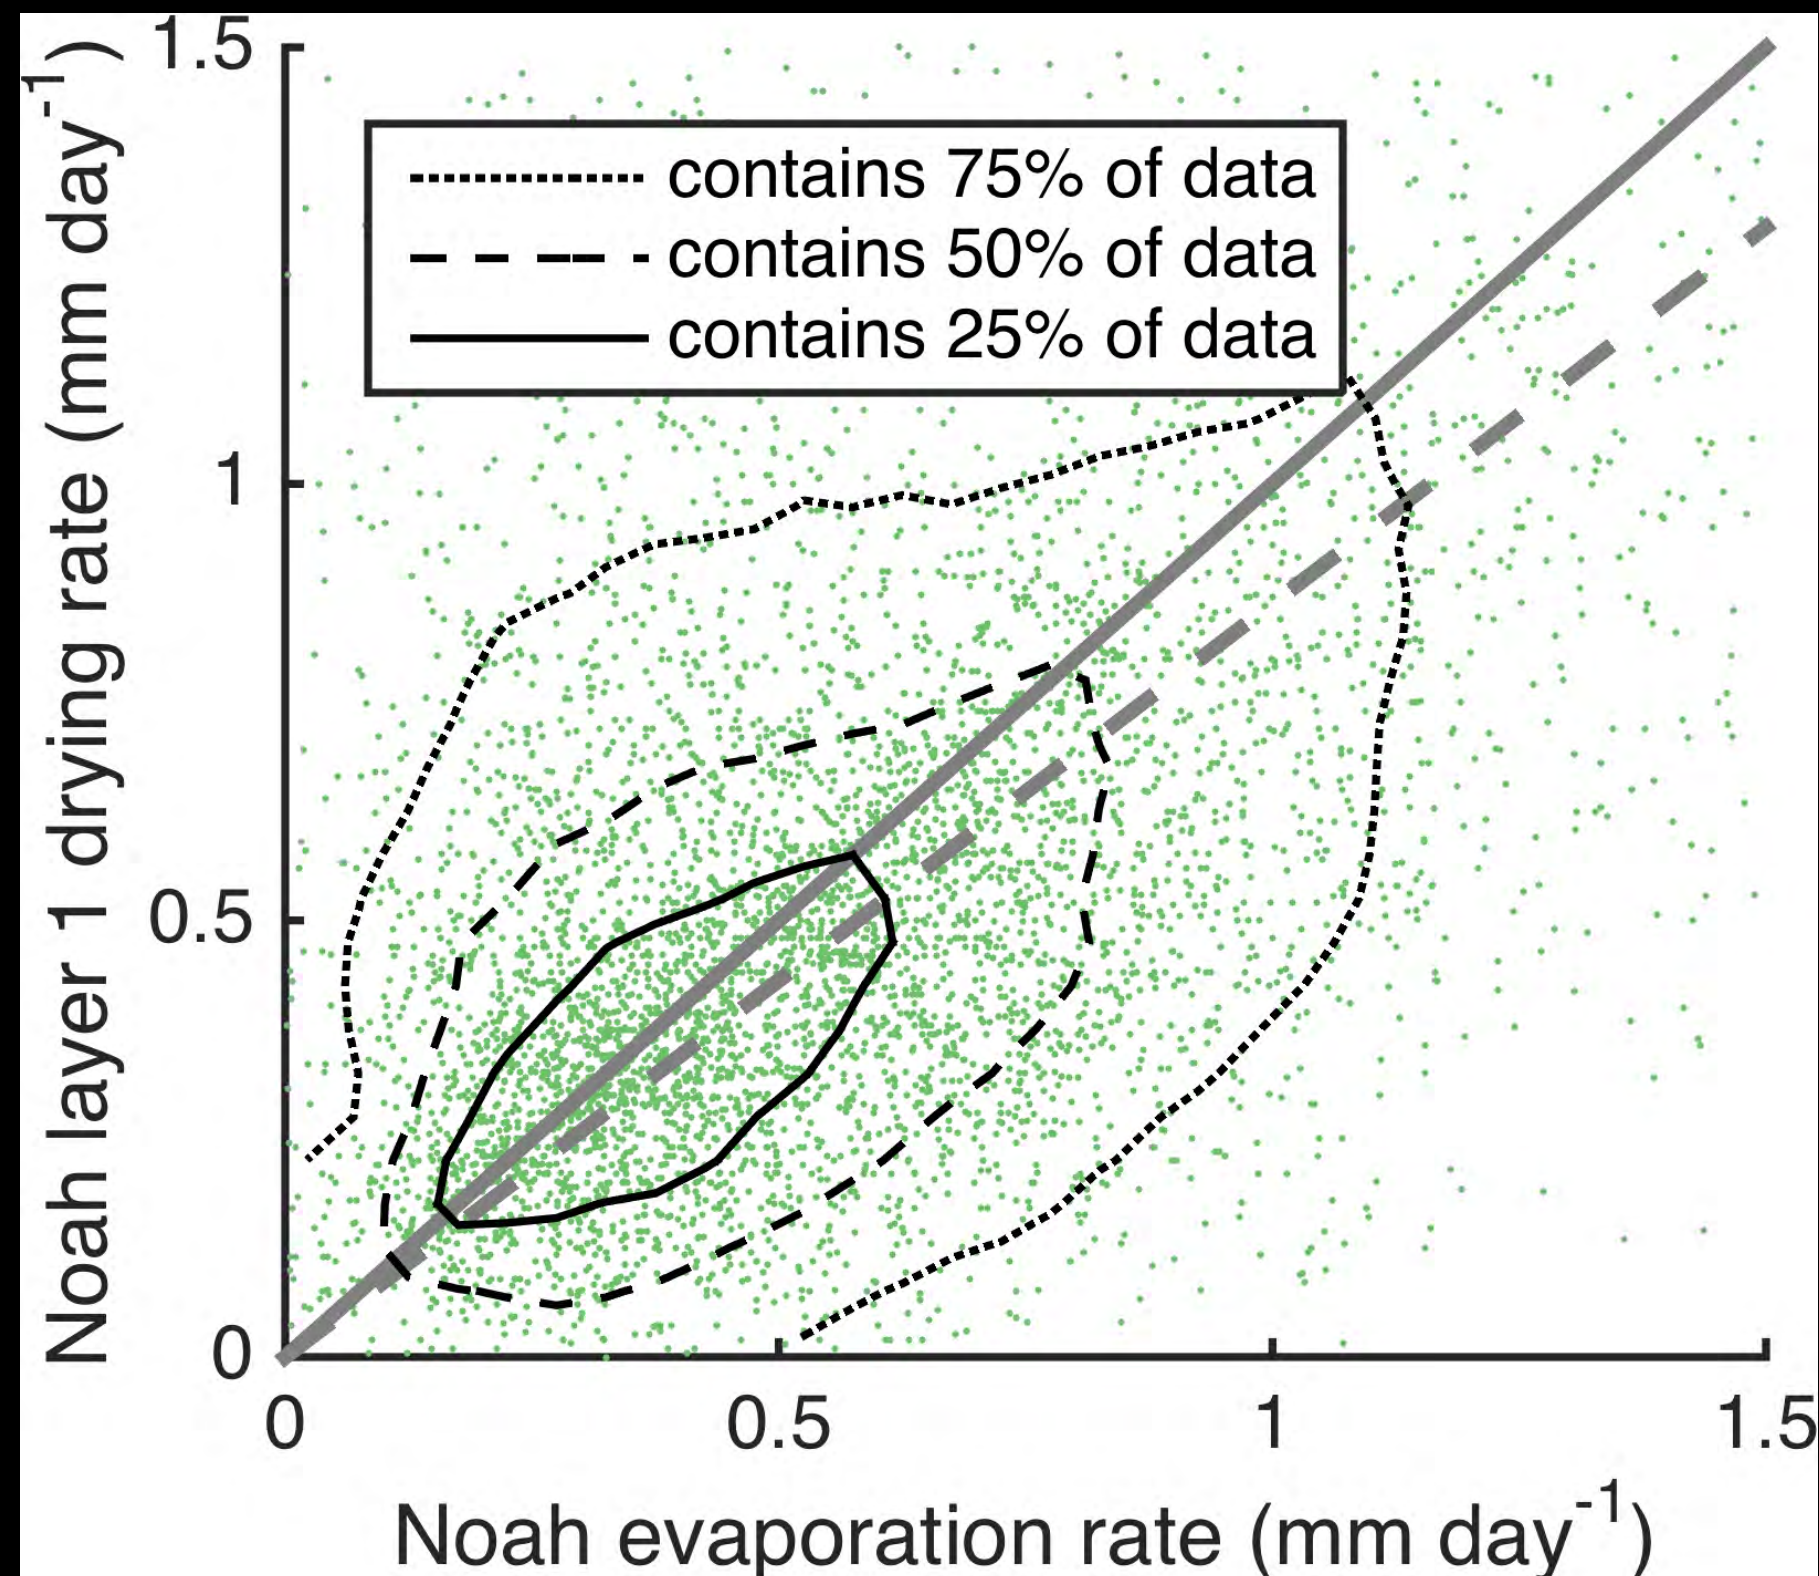 Noah layer 1 drying rate (mm day-1)
1.5
1
0.5
0
contains 75% of data
contains 50% of data
contains 25% of data
0 0.5 1 1.5
Noah evaporation rate (mm day-1)